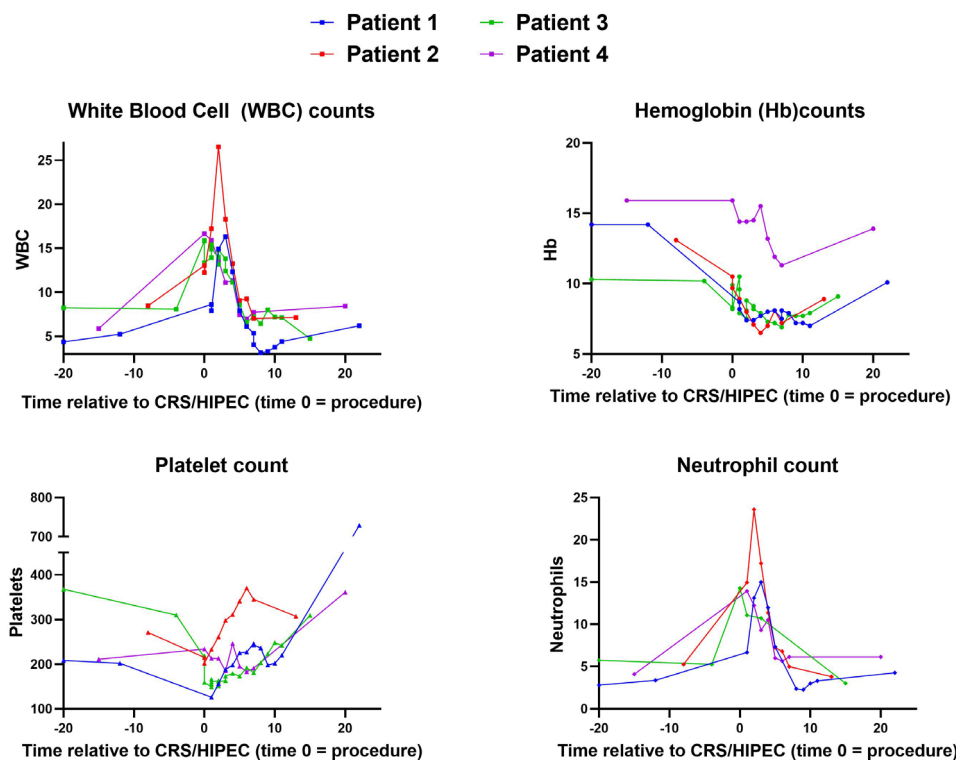 Patient 1
Patient 3
Patient 2
Patient 4
White Blood Cell (WBC) counts
25
20
15
10
5
WBC
-20
-10
0
10
20
Time relative to CRS/HIPEC (time 0 = procedure)
Hemoglobin (Hb)counts
20
15
10
5
Hb
-20
-10
0
10
20
Time relative to CRS/HIPEC (time 0 = procedure)
Platelet count
800
700
400
300
200
100
Platelets
-20
-10
0
10
20
Time relative to CRS/HIPEC (time 0 = procedure)
Neutrophil count
25
20
15
10
5
0
Neutrophils
-20
-10
0
10
20
Time relative to CRS/HIPEC (time 0 = procedure)